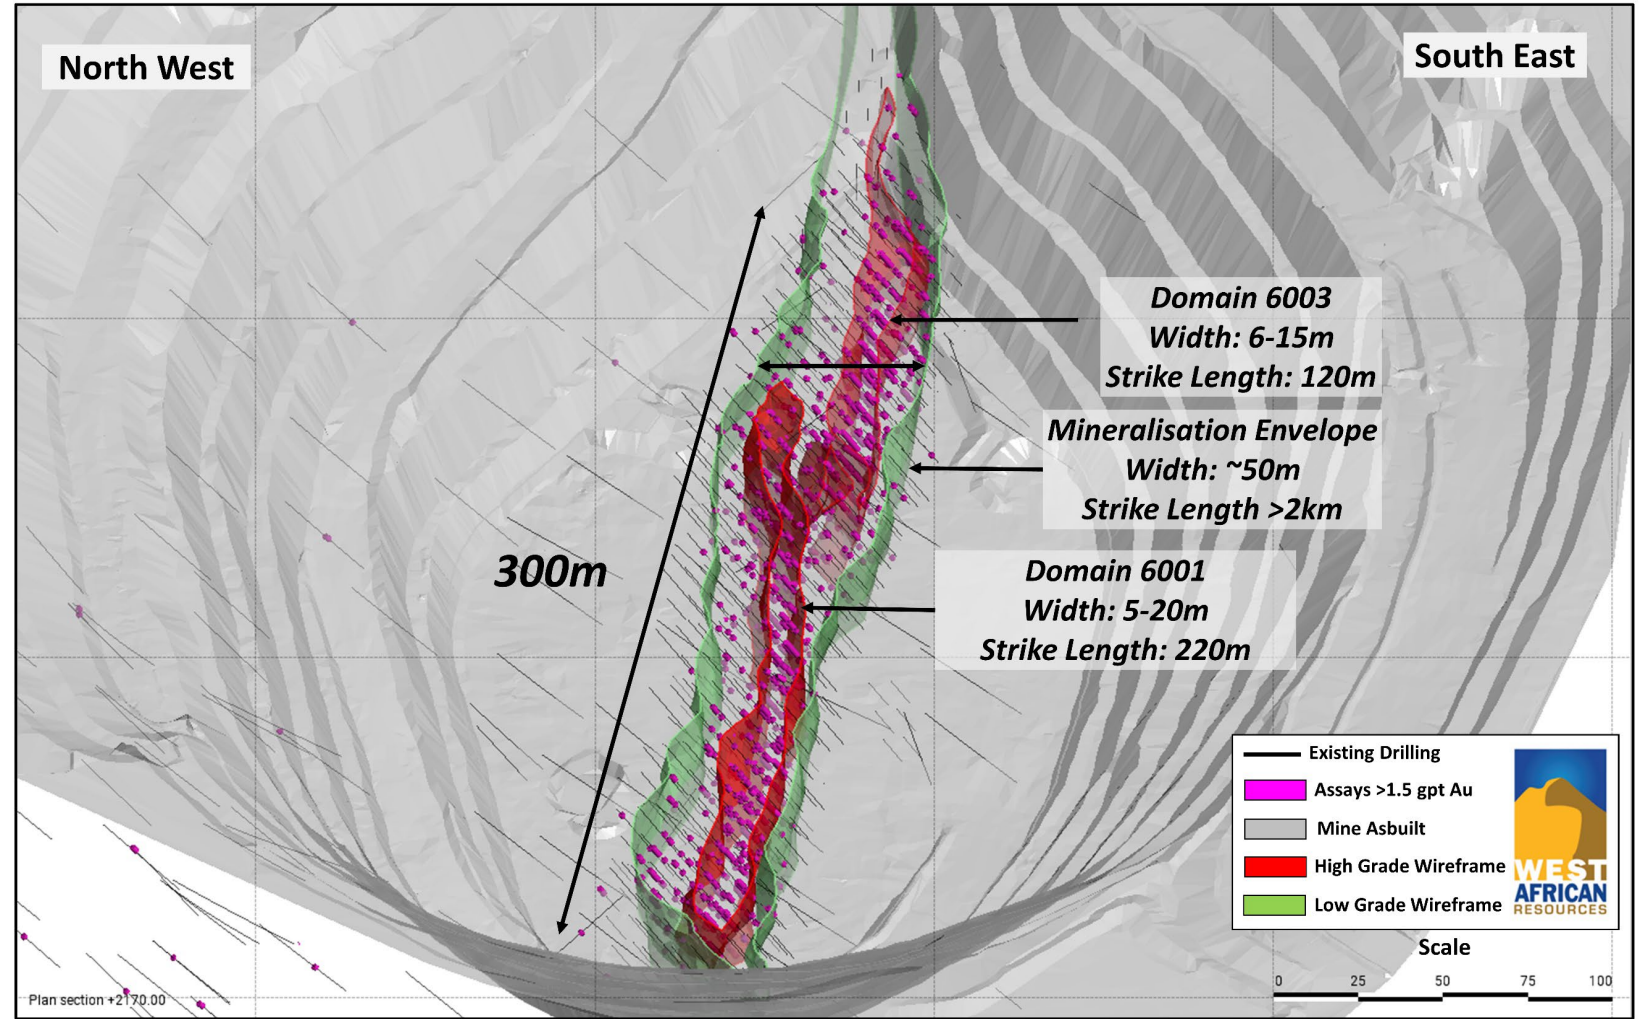 North West
South East
Domain 6003
Width: 6-15m
Strike Length: 120m
Mineralisation Envelope
Width: ~50m
Strike Length >2km
300m
Domain 6001
Width: 5-20m
Strike Length: 220m
Existing Drilling
Assays >1.5 gpt Au
Mine Asbuilt
High Grade Wireframe
Low Grade Wireframe
WEST
AFRICAN
RESOURCES
Scale
0 25 50 75 100
Plan section +2170.00